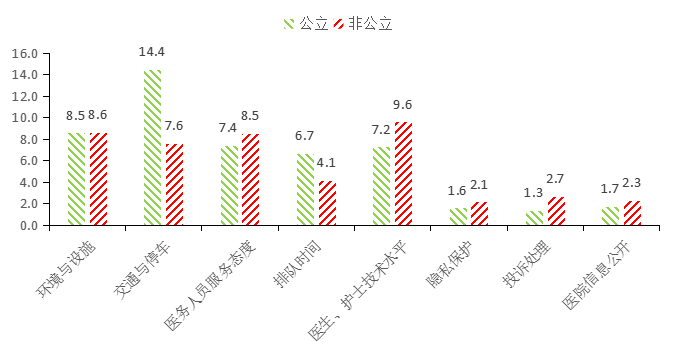 公立 非公立
16.0
14.0
12.0
10.0
8.0
6.0
4.0
2.0
0.0
8.5 8.6
14.4 7.6
7.4 8.5
6.7 4.1
7.2 9.6
1.6 2.1
1.3 2.7
1.7 2.3
环境与设施
交通与停车
医务人员服务态度
排队时间
医生、护士技术水平
隐私保护
投诉处理
医院信息公开